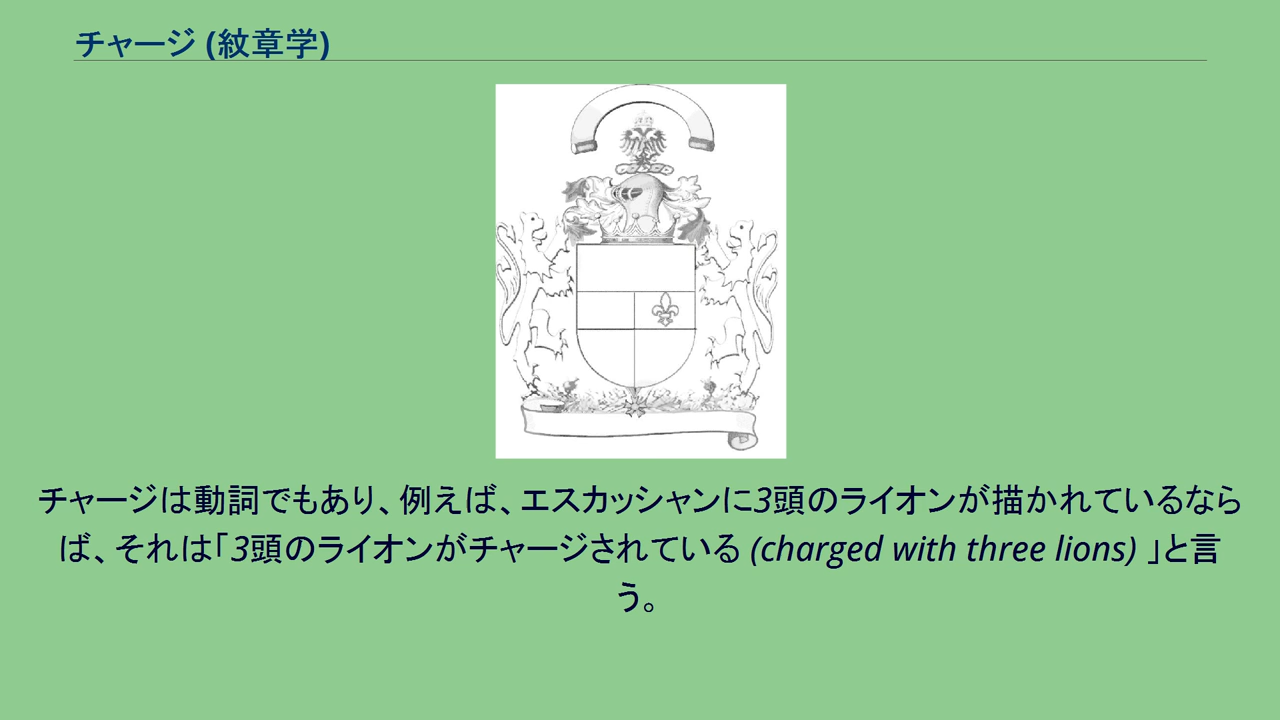 チャージ (紋章学)
チャージは動詞でもあり、例えば、エスカッシャンに3頭のライオンが描かれているなら
ば、それは「3頭のライオンがチャージされている (charged with three lions) 」と言
う。